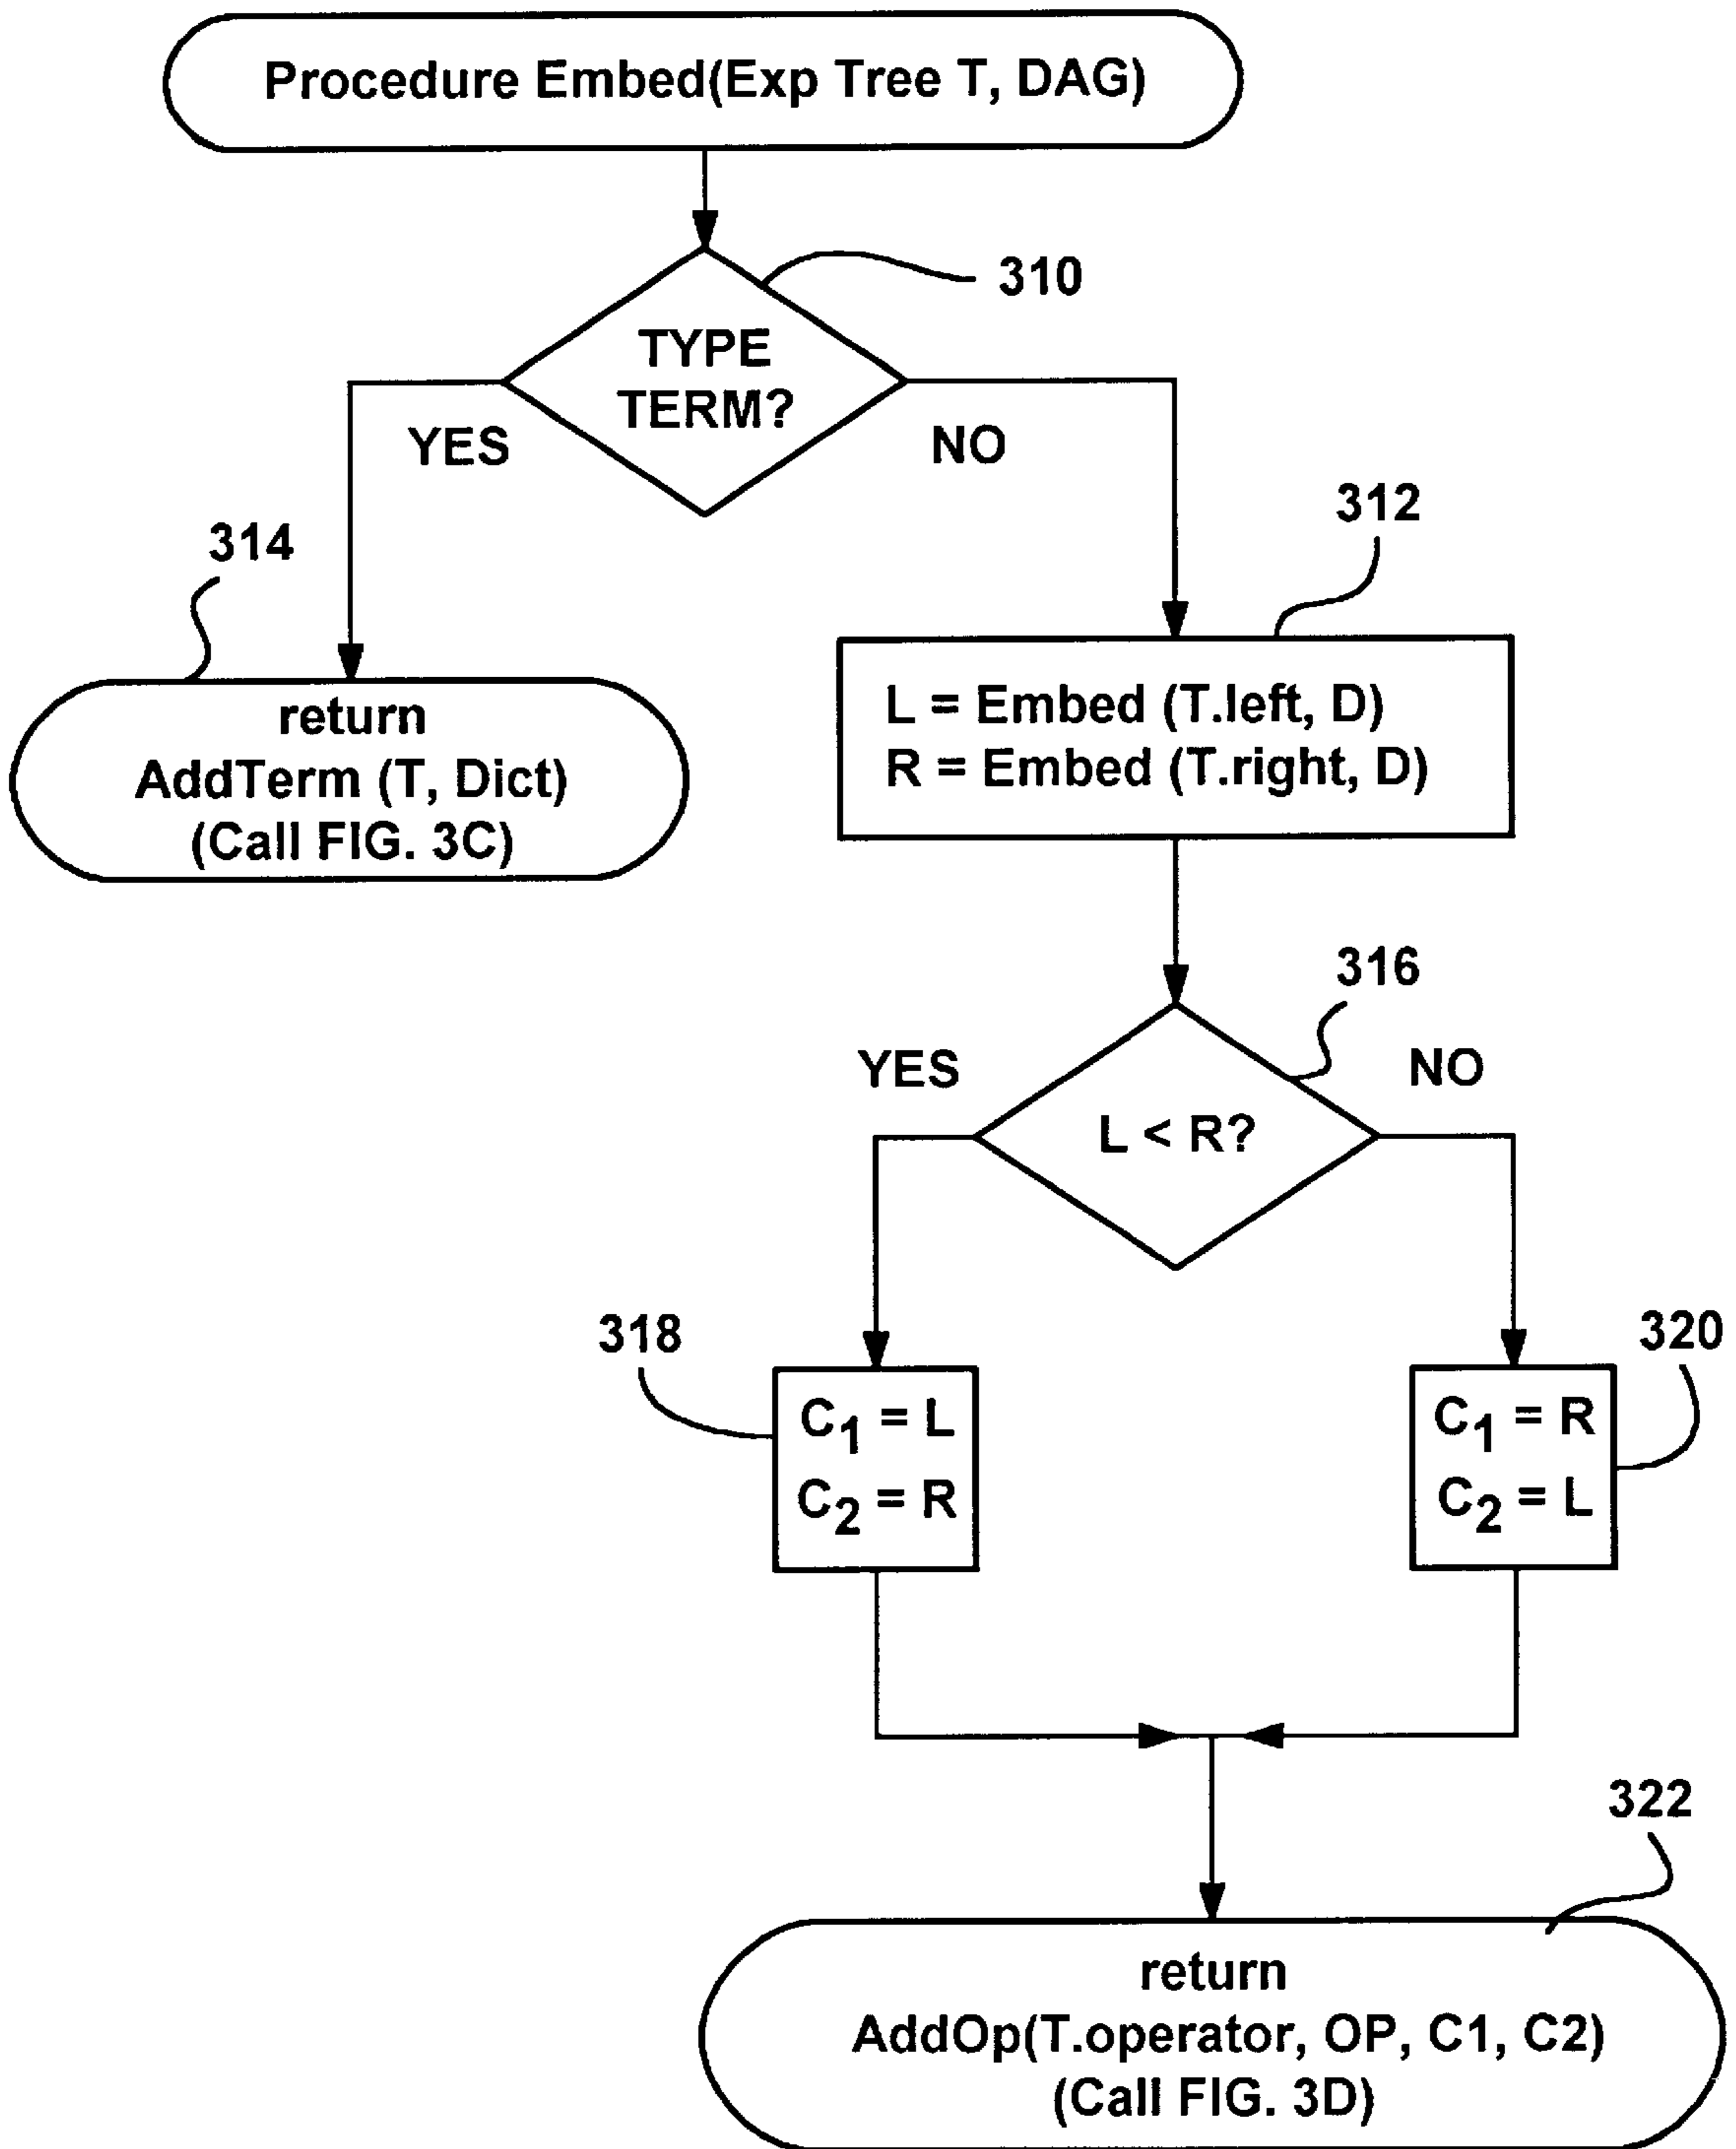 Procedure Embed(Exp Tree T, DAG)
310
TYPE
TERM?
YES
NO
312
314
return
AddTerm (T, Dict)
(Call FIG. 3C)
L = Embed (T.left, D)
R = Embed (T.right, D)
316
YES
NO
L < R?
318
320
C1 = L
C2 = R
C1 = R
C2 = L
322
return
AddOp(T.operator, OP, C1, C2)
(Call FIG. 3D)